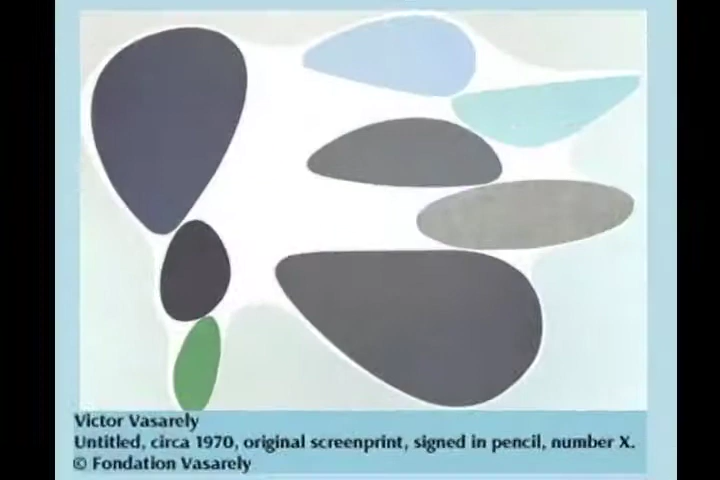 Victor Vasarely
Untitled, circa 1970, original screenprint, signed in pencil, number X.
© Fondation Vasarely